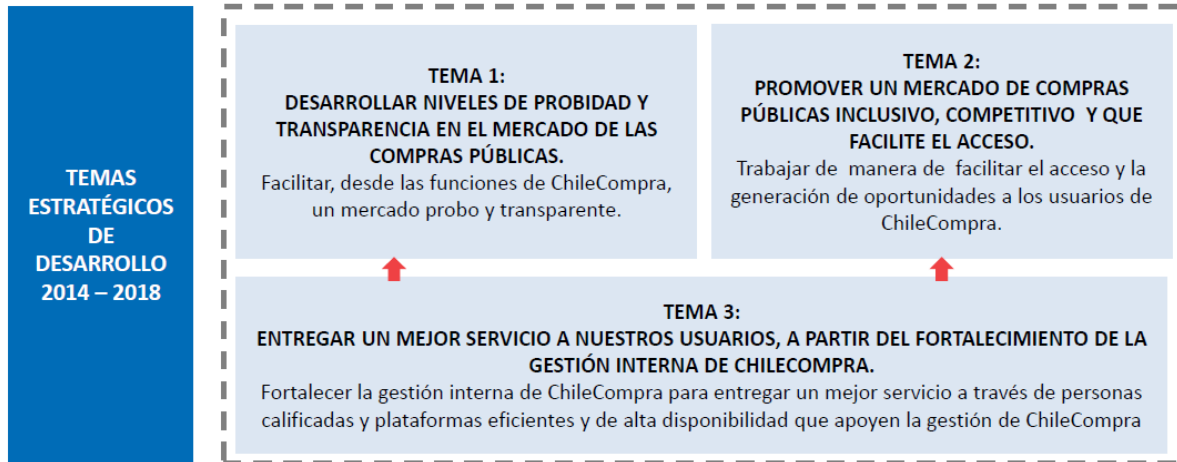 TEMAS
ESTRATÉGICOS
DE
DESARROLLO
2014 – 2018
TEMA 1:
DESARROLLAR NIVELES DE PROBIDAD Y
TRANSPARENCIA EN EL MERCADO DE LAS
COMPRAS PÚBLICAS.
Facilitar, desde las funciones de ChileCompra,
un mercado probo y transparente.
TEMA 2:
PROMOVER UN MERCADO DE COMPRAS
PÚBLICAS INCLUSIVO, COMPETITIVO Y QUE
FACILITE EL ACCESO.
Trabajar de manera de facilitar el acceso y la
generación de oportunidades a los usuarios de
ChileCompra.
TEMA 3:
ENTREGAR UN MEJOR SERVICIO A NUESTROS USUARIOS, A PARTIR DEL FORTALECIMIENTO DE LA
GESTIÓN INTERNA DE CHILECOMPRA.
Fortalecer la gestión interna de ChileCompra para entregar un mejor servicio a través de personas
calificadas y plataformas eficientes y de alta disponibilidad que apoyen la gestión de ChileCompra